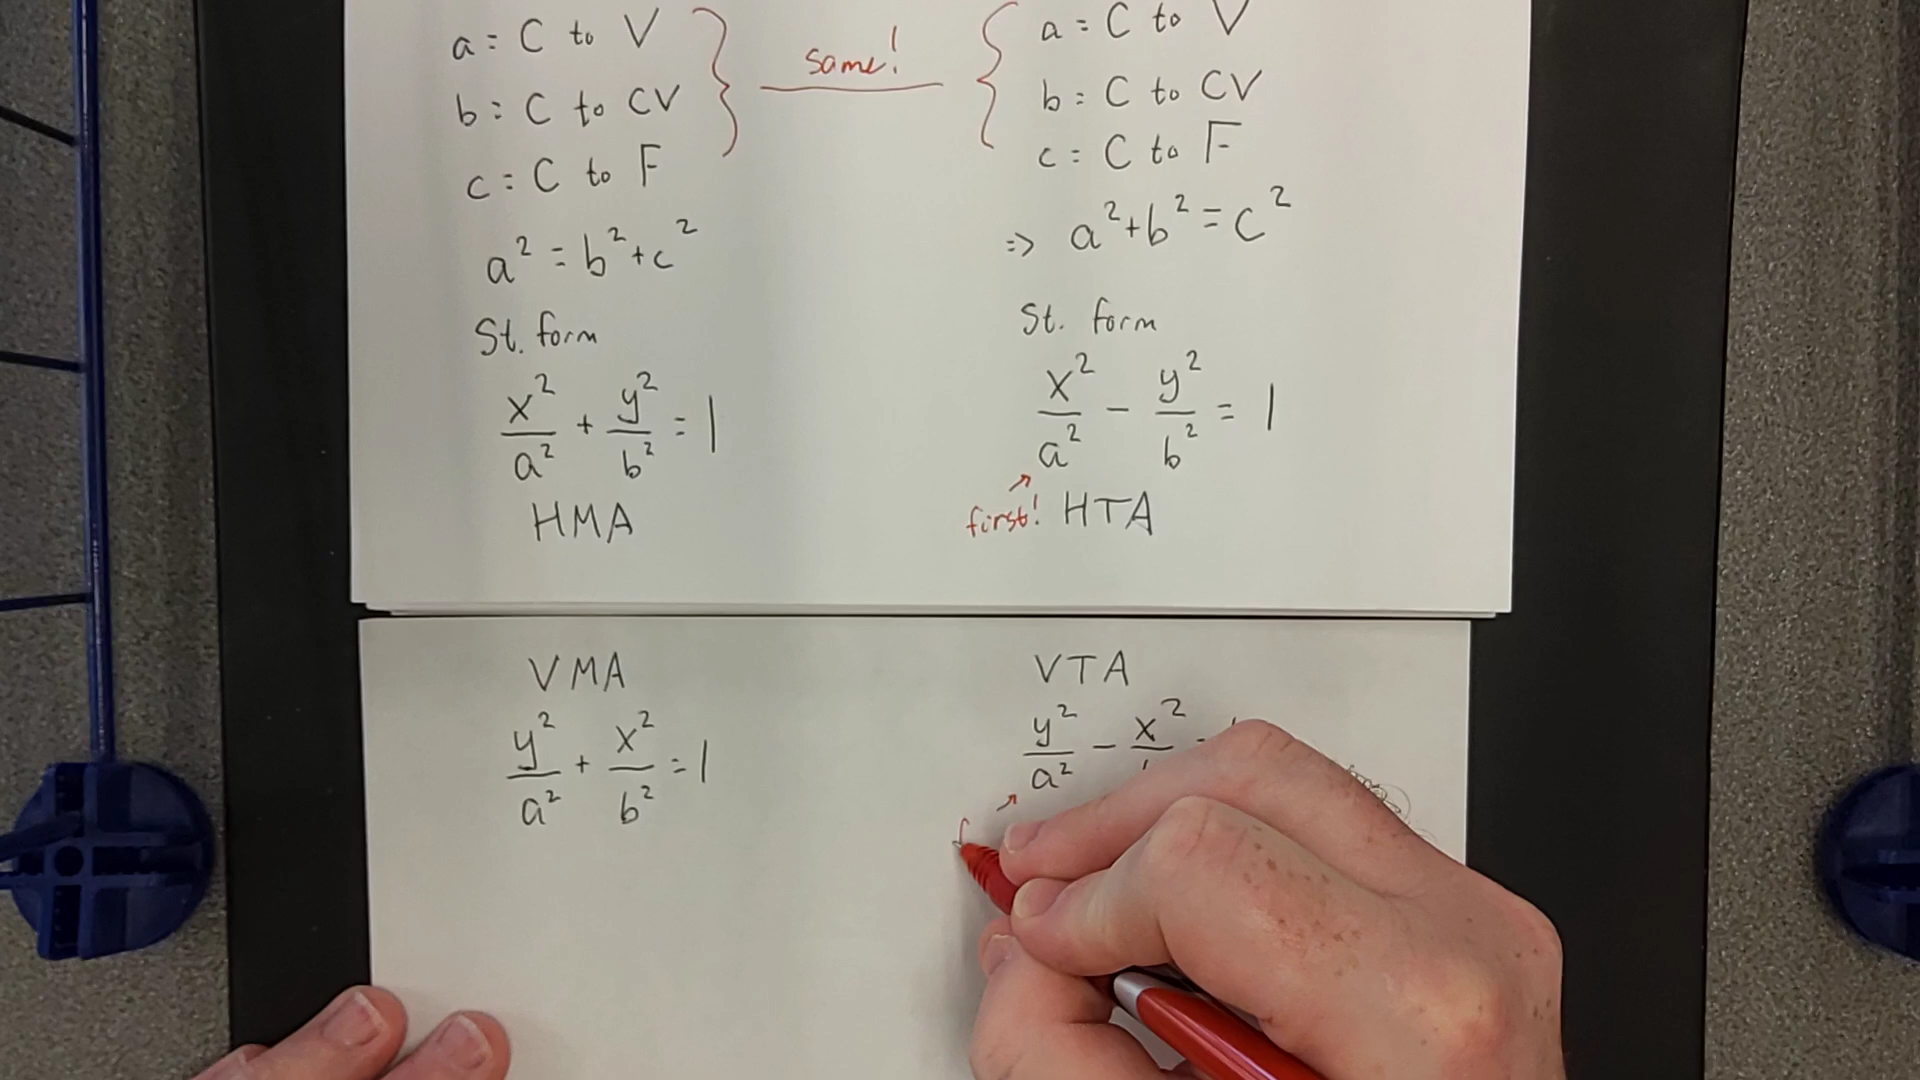 a = C to V
b = C to CV
c = C to F
a² = b² + c²
St. form
x²/a² + y²/b² = 1
HMA
same!
a = C to V
b = C to CV
c = C to F
=> a² + b² = c²
St. form
x²/a² - y²/b² = 1
first! HTA
VMA
y²/a² + x²/b² = 1
VTA
y²/a² - x²